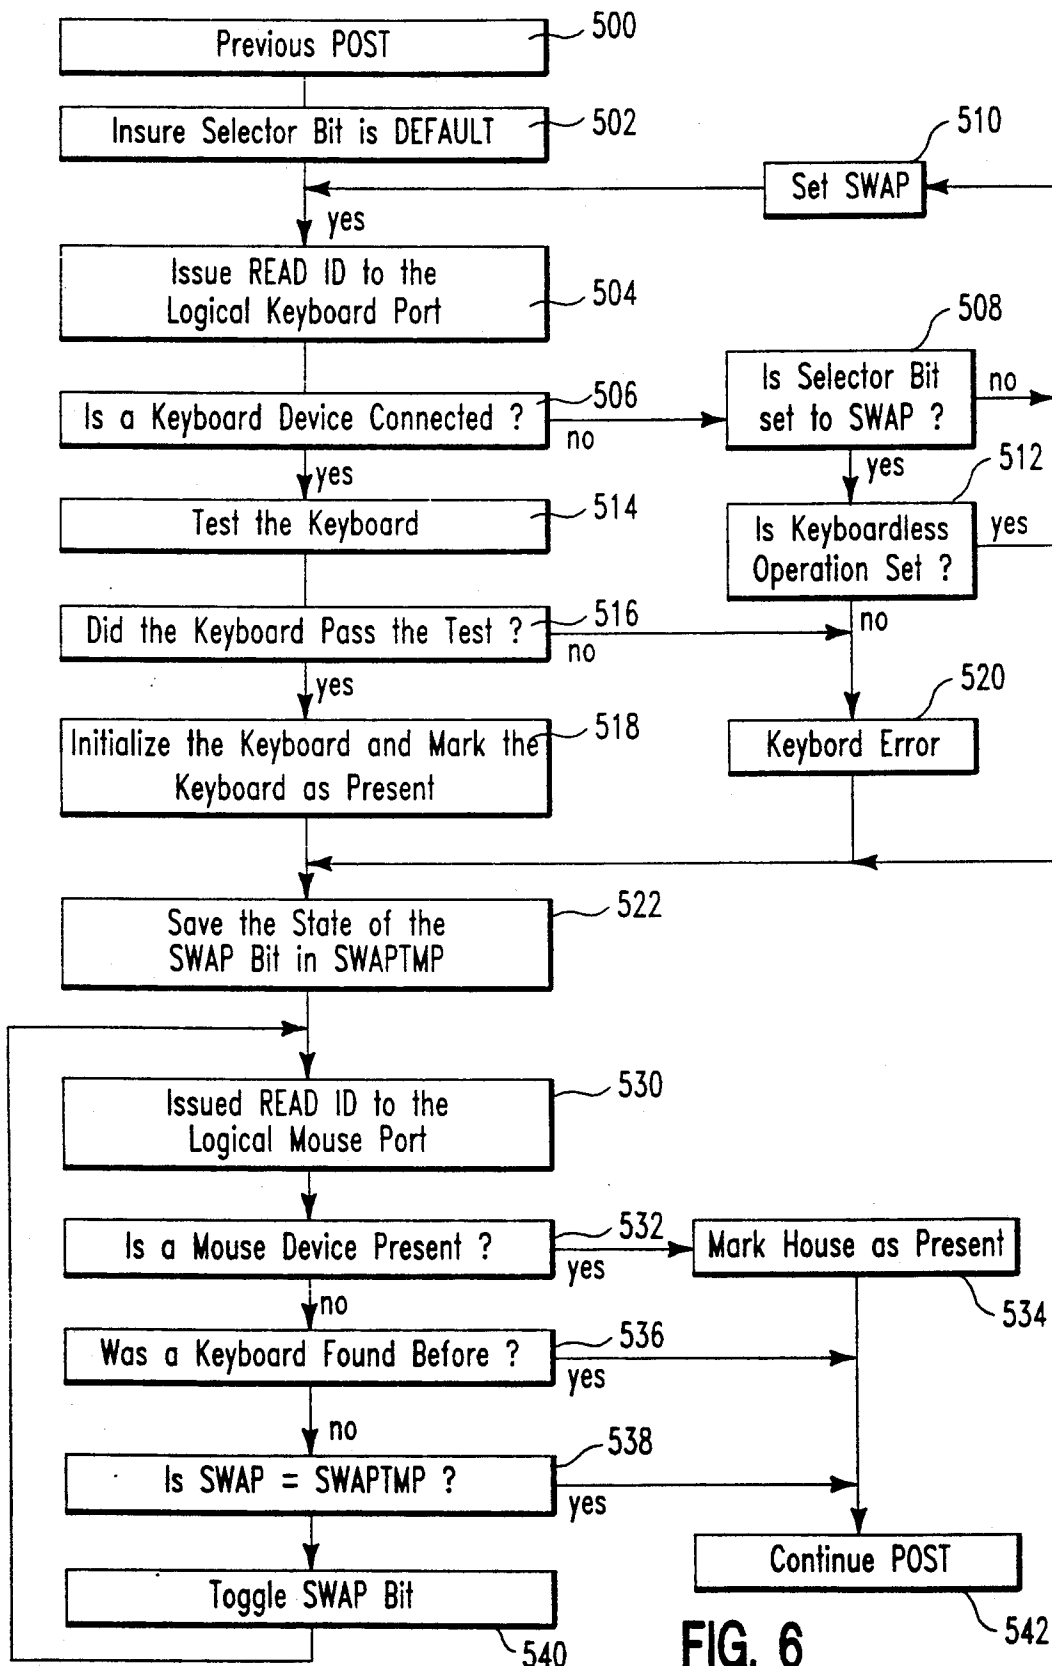 Previous POST
500
Insure Selector Bit is DEFAULT
502
510
Set SWAP
yes
Issue READ ID to the
Logical Keyboard Port
504
508
Is Selector Bit
set to SWAP ?
no
Is a Keyboard Device Connected ?
506
no
yes
yes
512
Test the Keyboard
514
Is Keyboardless
Operation Set ?
yes
Did the Keyboard Pass the Test ?
516
no
no
yes
520
Initialize the Keyboard and Mark the
Keyboard as Present
518
Keybord Error
Save the State of the
SWAP Bit in SWAPTMP
522
Issued READ ID to the
Logical Mouse Port
530
Is a Mouse Device Present ?
532
yes
Mark House as Present
534
no
Was a Keyboard Found Before ?
536
yes
no
Is SWAP = SWAPTMP ?
538
yes
Continue POST
542
Toggle SWAP Bit
540
FIG. 6